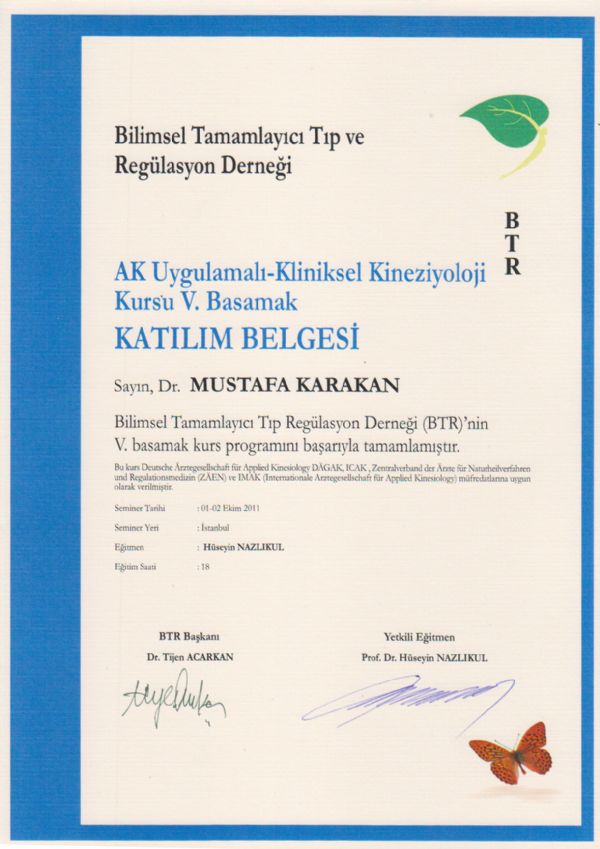 Bilimsel Tamamlayıcı Tıp ve
Regülasyon Derneği
B
T
R
AK Uygulamalı-Kliniksel Kineziyoloji
Kursu V. Basamak
KATILIM BELGESİ
Sayın, Dr. MUSTAFA KARAKAN
Bilimsel Tamamlayıcı Tıp Regülasyon Derneği (BTR)'nin
V. basamak kurs programını başarıyla tamamlamıştır.
Bu kurs Deutsche Ärztegesellschaft für Applied Kinesiology DÄGAK, ICAK , Zentralverband der Ärzte für Naturheilverfahren
und Regulationsmedizin (ZÄEN) ve IMAK (Internationale Ärztegesellschaft für Applied Kinesiology) müfredatlarına uygun
olarak verilmiştir.
Seminer Tarihi : 01-02 Ekim 2011
Seminer Yeri : İstanbul
Eğitmen : Hüseyin NAZLIKUL
Eğitim Saati : 18
BTR Başkanı
Dr. Tijen ACARKAN
Yetkili Eğitmen
Prof. Dr. Hüseyin NAZLIKUL